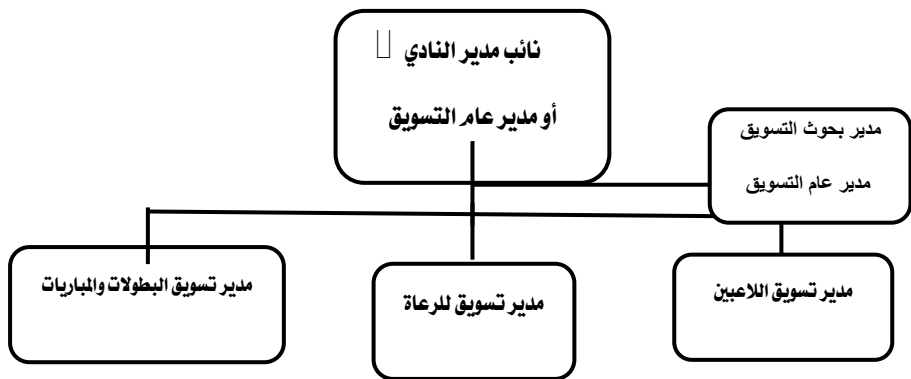 نائب مدير النادي
أو مدير عام التسويق
مدير بحوث التسويق
مدير عام التسويق
مدير تسويق اللاعبين
مدير تسويق للرعاة
مدير تسويق البطولات والمباريات